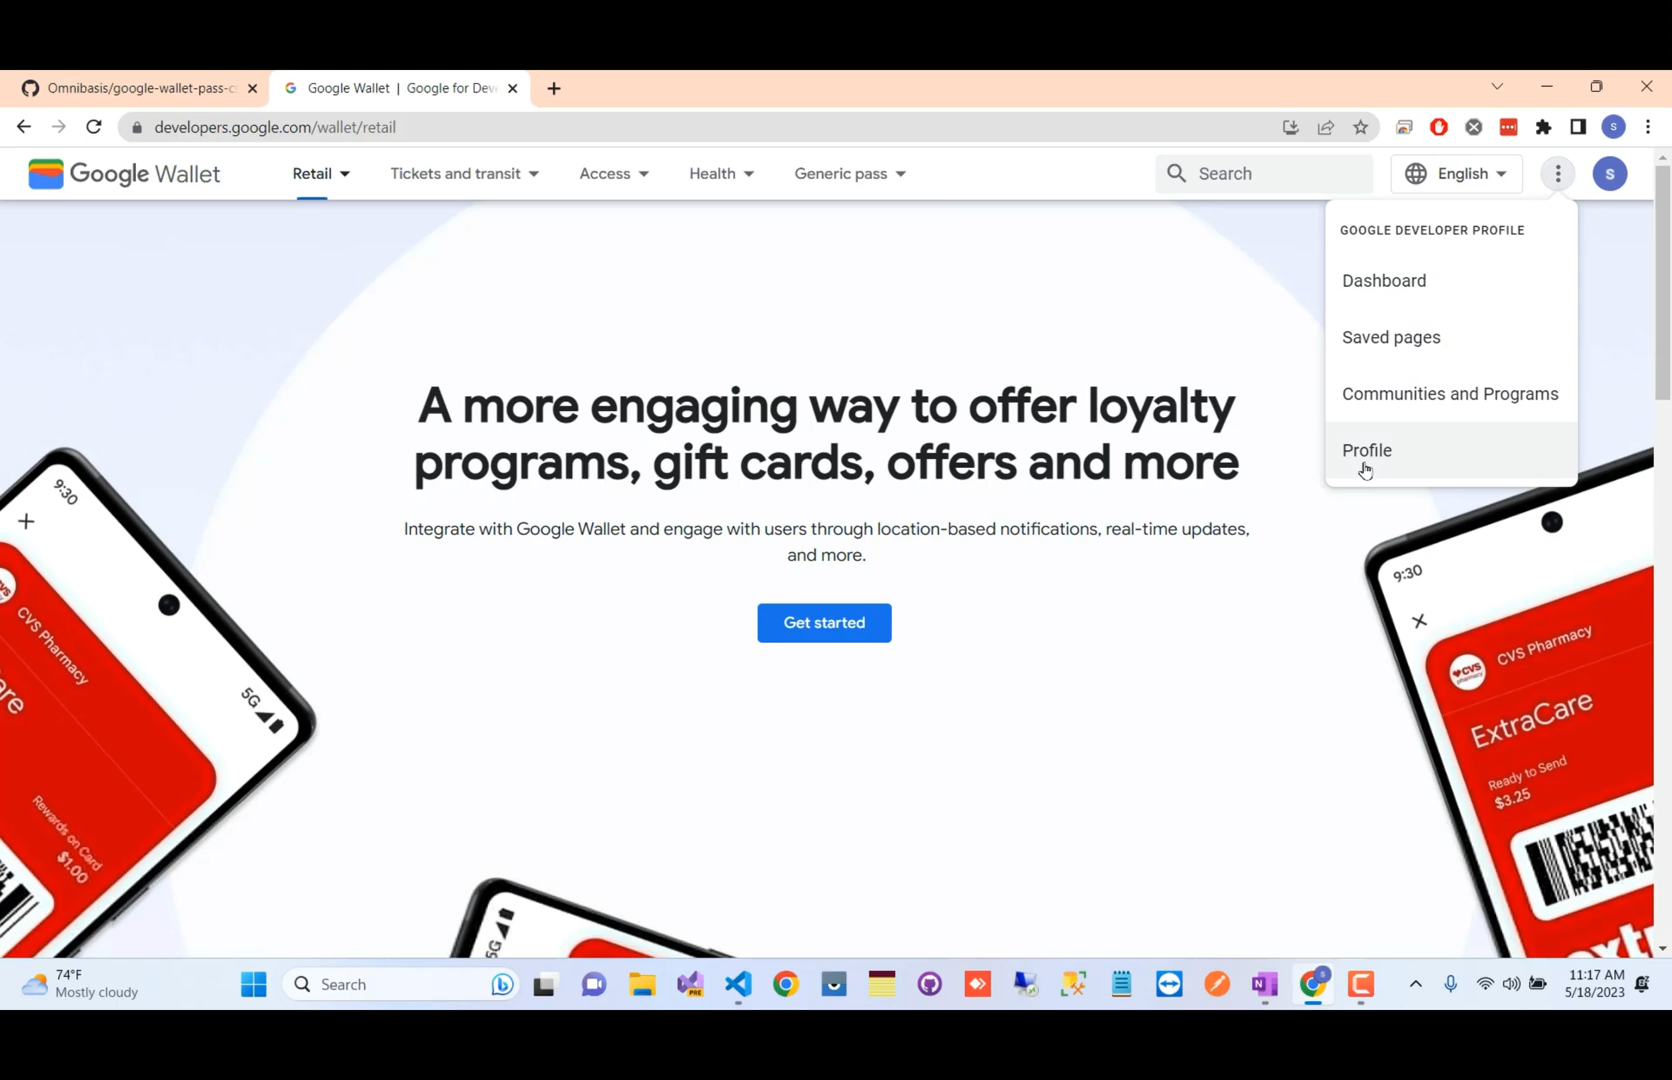 Omnibasis/google-wallet-pass-c
Google Wallet | Google for Dev
developers.google.com/wallet/retail
S
Google Wallet
Retail
Tickets and transit
Access
Health
Generic pass
Search
English
S
GOOGLE DEVELOPER PROFILE
Dashboard
Saved pages
Communities and Programs
Profile
A more engaging way to offer loyalty
programs, gift cards, offers and more
Integrate with Google Wallet and engage with users through location-based notifications, real-time updates,
and more.
Get started
9:30
CVS Pharmacy
5G
Rewards on Card
$1.00
5G
9:30
CVS Pharmacy
CVS
pharmacy
ExtraCare
Ready to Send
$3.25
74°F
Mostly cloudy
Search
PRE
N
S
11:17 AM
5/18/2023